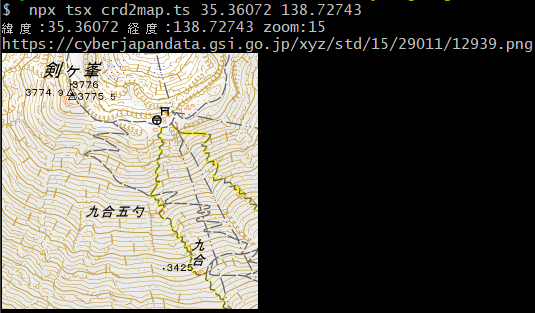 $  npx tsx crd2map.ts 35.36072 138.72743
緯度:35.36072 経度:138.72743 zoom:15
https://cyberjapandata.gsi.go.jp/xyz/std/15/29011/12939.png
剣ヶ峯
3776
3774.9
3775.5
九合五勺
九合
3425